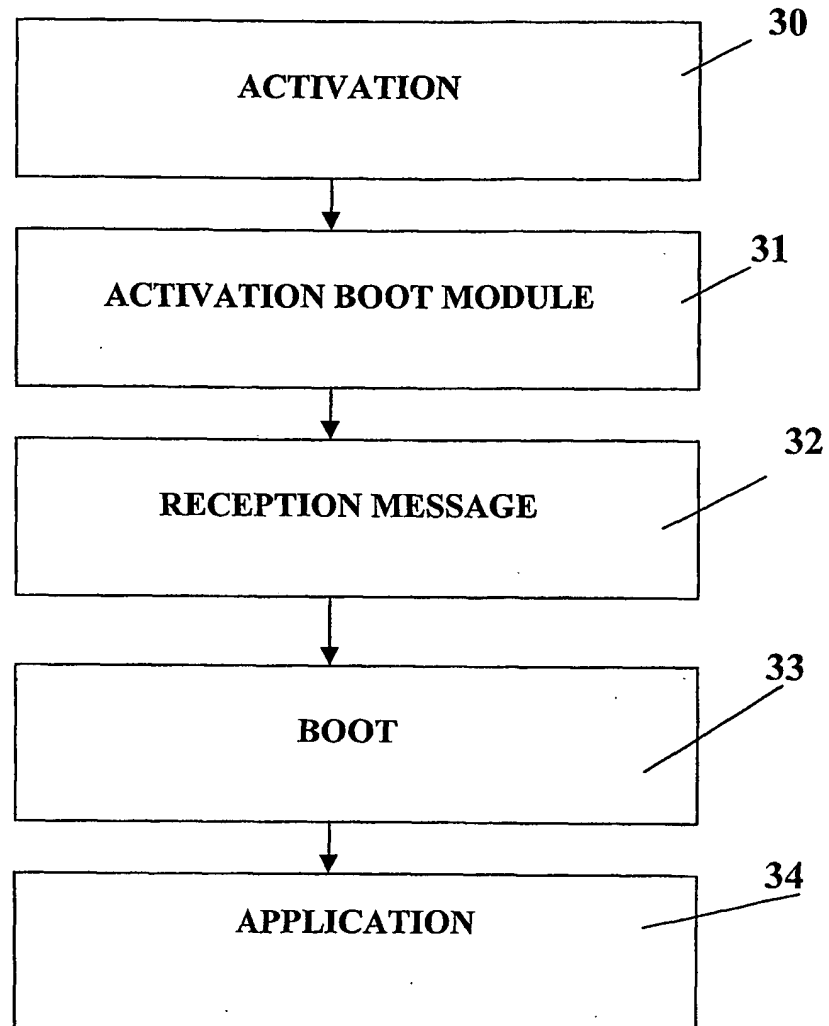 30
ACTIVATION
31
ACTIVATION BOOT MODULE
32
RECEPTION MESSAGE
33
BOOT
34
APPLICATION